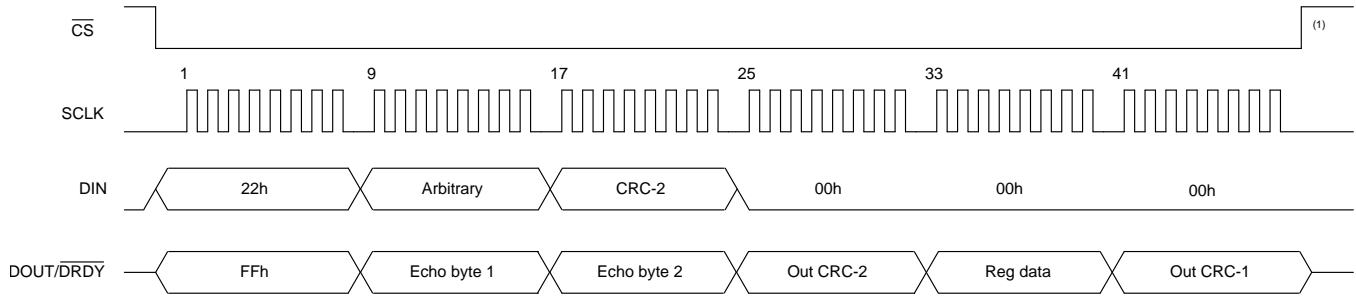 CS
(1)
1 9 17 25 33 41
SCLK
DIN 22h Arbitrary CRC-2 00h 00h 00h
DOUT/DRDY FFh Echo byte 1 Echo byte 2 Out CRC-2 Reg data Out CRC-1